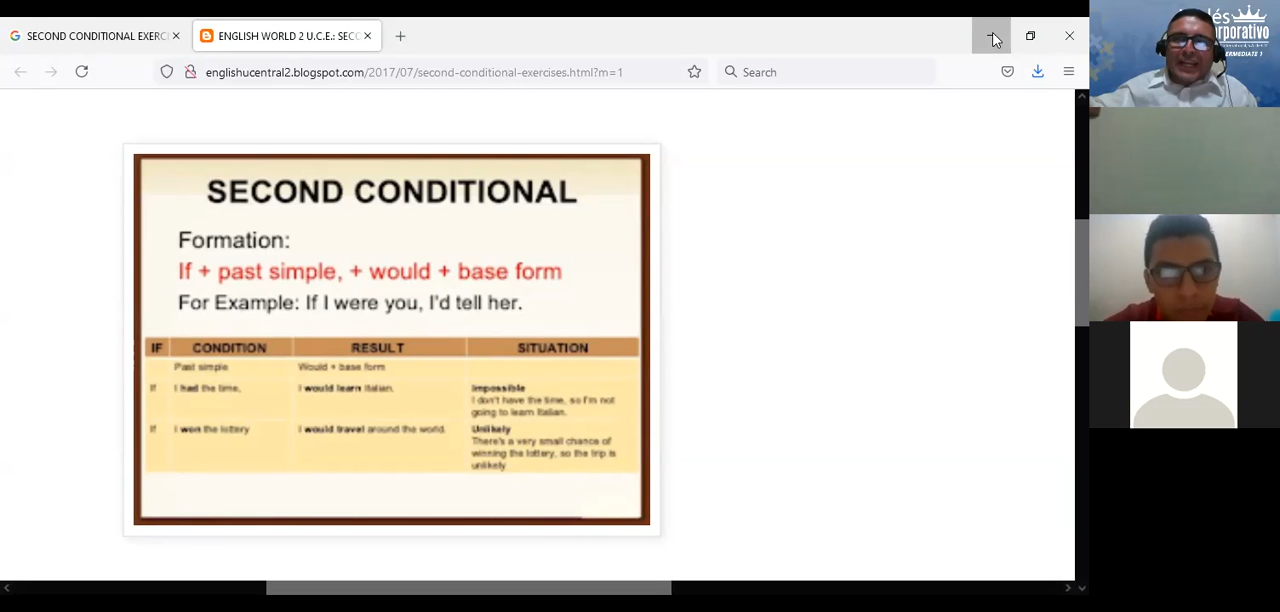 SECOND CONDITIONAL EXERC
ENGLISH WORLD 2 U.C.E.: SECO
englishucentral2.blogspot.com/2017/07/second-conditional-exercises.html?m=1
Search
SECOND CONDITIONAL
Formation:
If + past simple, + would + base form
For Example: If I were you, I'd tell her.
IF CONDITION RESULT SITUATION
Past simple Would + base form
If I had the time, I would learn Italian. Impossible
I don't have the time, so I'm not
going to learn Italian.
If I won the lottery I would travel around the world. Unlikely
There's a very small chance of
winning the lottery, so the trip is
unlikely